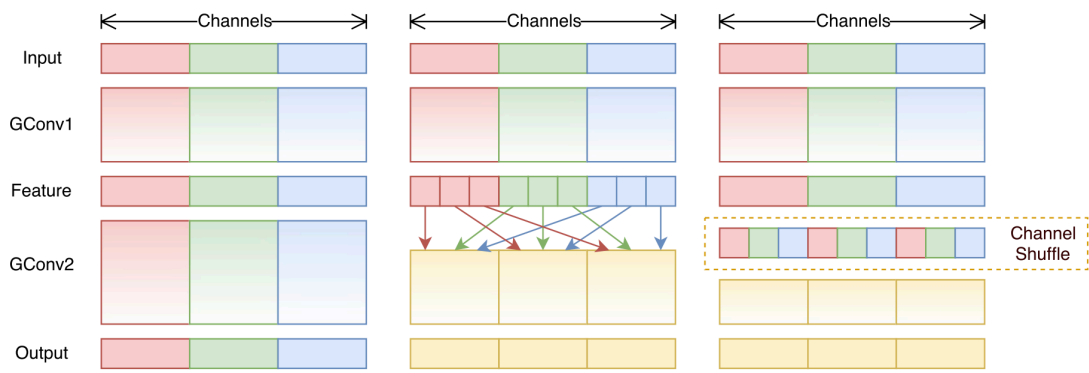 Channels Channels Channels
Input
GConv1
Feature
GConv2
Channel
Shuffle
Output